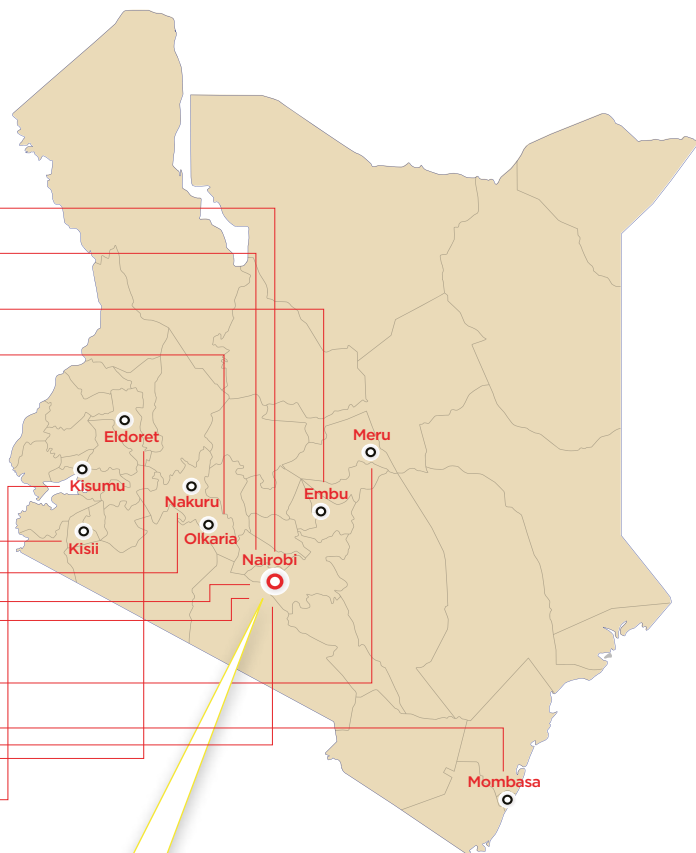 Eldoret
Meru
Kisumu
Nakuru
Embu
Olkaria
Kisii
Nairobi
Mombasa